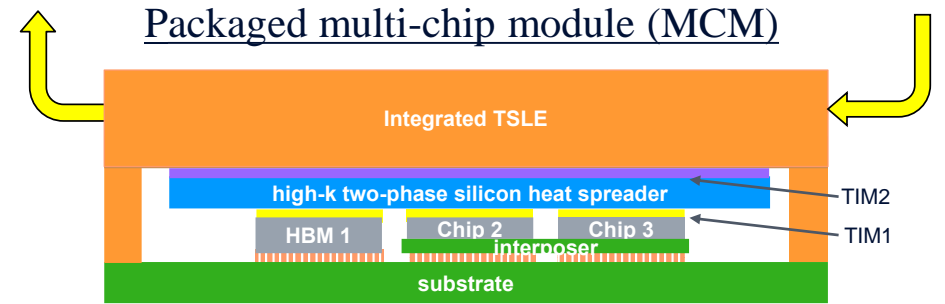 Packaged multi-chip module (MCM)
Integrated TSLE
high-k two-phase silicon heat spreader
TIM2
TIM1
HBM 1
Chip 2
Chip 3
interposer
substrate